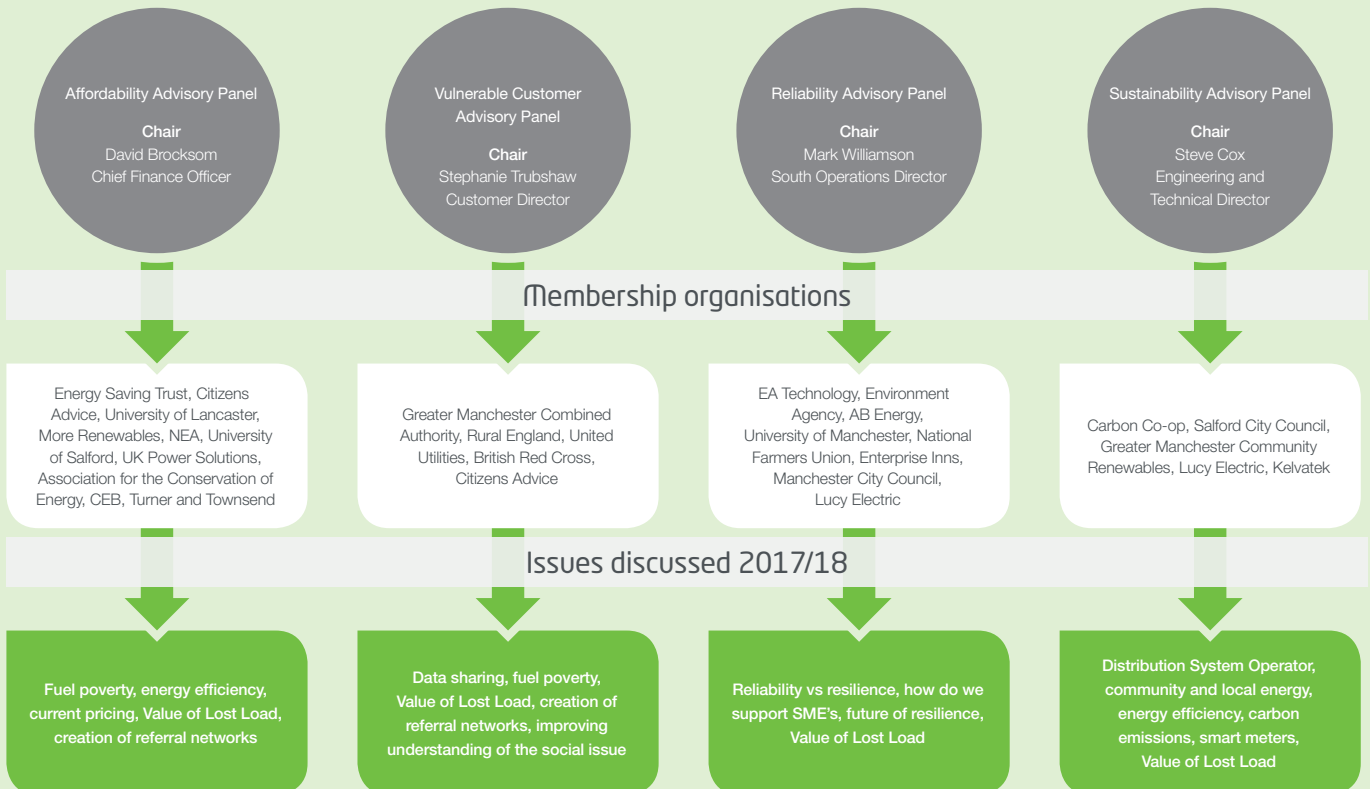 Affordability Advisory Panel
Chair
David Brocksom
Chief Finance Officer
Vulnerable Customer
Advisory Panel
Chair
Stephanie Trubshaw
Customer Director
Reliability Advisory Panel
Chair
Mark Williamson
South Operations Director
Sustainability Advisory Panel
Chair
Steve Cox
Engineering and
Technical Director
Membership organisations
Energy Saving Trust, Citizens
Advice, University of Lancaster,
More Renewables, NEA, University
of Salford, UK Power Solutions,
Association for the Conservation of
Energy, CEB, Turner and Townsend
Greater Manchester Combined
Authority, Rural England, United
Utilities, British Red Cross,
Citizens Advice
EA Technology, Environment
Agency, AB Energy,
University of Manchester, National
Farmers Union, Enterprise Inns,
Manchester City Council,
Lucy Electric
Carbon Co-op, Salford City Council,
Greater Manchester Community
Renewables, Lucy Electric, Kelvatek
Issues discussed 2017/18
Fuel poverty, energy efficiency,
current pricing, Value of Lost Load,
creation of referral networks
Data sharing, fuel poverty,
Value of Lost Load, creation of
referral networks, improving
understanding of the social issue
Reliability vs resilience, how do we
support SME's, future of resilience,
Value of Lost Load
Distribution System Operator,
community and local energy,
energy efficiency, carbon
emissions, smart meters,
Value of Lost Load